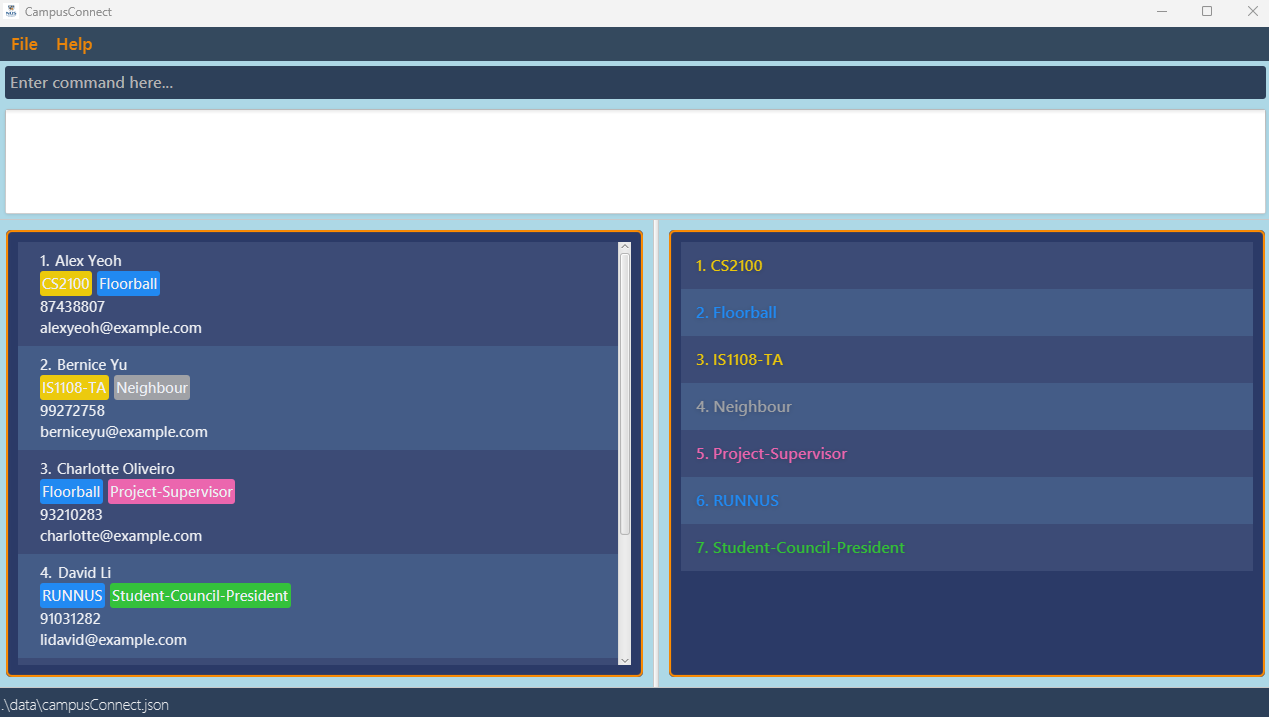 CampusConnect
File Help
Enter command here...
1. Alex Yeoh
CS2100 Floorball
87438807
alexyeoh@example.com
2. Bernice Yu
IS1108-TA Neighbour
99272758
berniceyu@example.com
3. Charlotte Oliveiro
Floorball Project-Supervisor
93210283
charlotte@example.com
4. David Li
RUNNUS Student-Council-President
91031282
lidavid@example.com
1. CS2100
2. Floorball
3. IS1108-TA
4. Neighbour
5. Project-Supervisor
6. RUNNUS
7. Student-Council-President
.\data\campusConnect.json